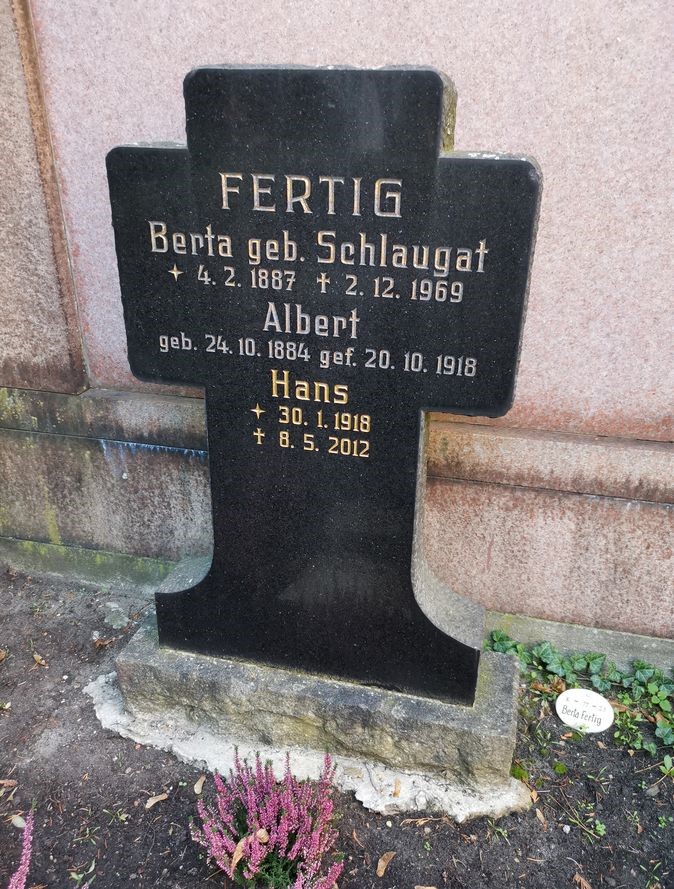 FERTIG
Berta geb. Schlaugat
✦ 4. 2. 1887 ✝ 2. 12. 1969
Albert
geb. 24. 10. 1884 gef. 20. 10. 1918
Hans
✦ 30. 1. 1918
✝ 8. 5. 2012
Berta Fertig